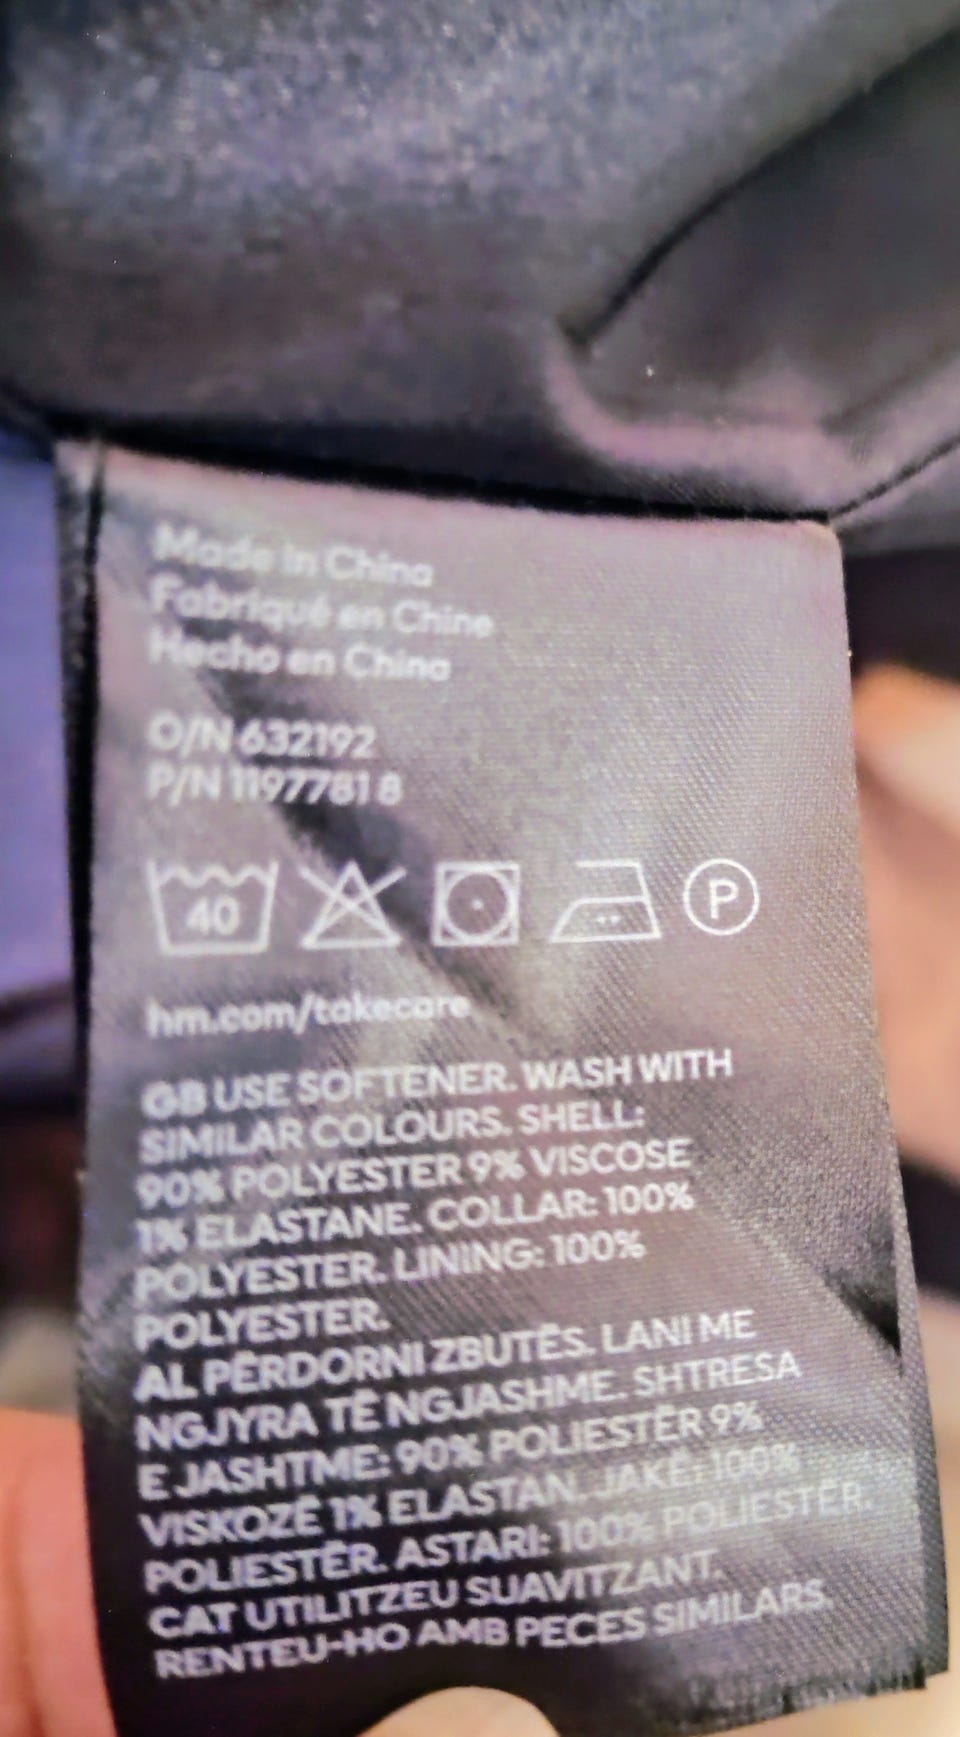 Made in China
Fabriqué en Chine
Hecho en China
O/N 632192
P/N 1197781 8
40
P
hm.com/takecare
GB USE SOFTENER. WASH WITH
SIMILAR COLOURS. SHELL:
90% POLYESTER 9% VISCOSE
1% ELASTANE. COLLAR: 100%
POLYESTER. LINING: 100%
POLYESTER.
AL PËRDORNI ZBUTËS. LANI ME
NGJYRA TË NGJASHME. SHTRESA
E JASHTME: 90% POLIESTËR 9%
VISKOZË 1% ELASTAN. JAKË: 100%
POLIESTËR. ASTARI: 100% POLIESTËR.
CAT UTILITZEU SUAVITZANT.
RENTEU-HO AMB PECES SIMILARS.